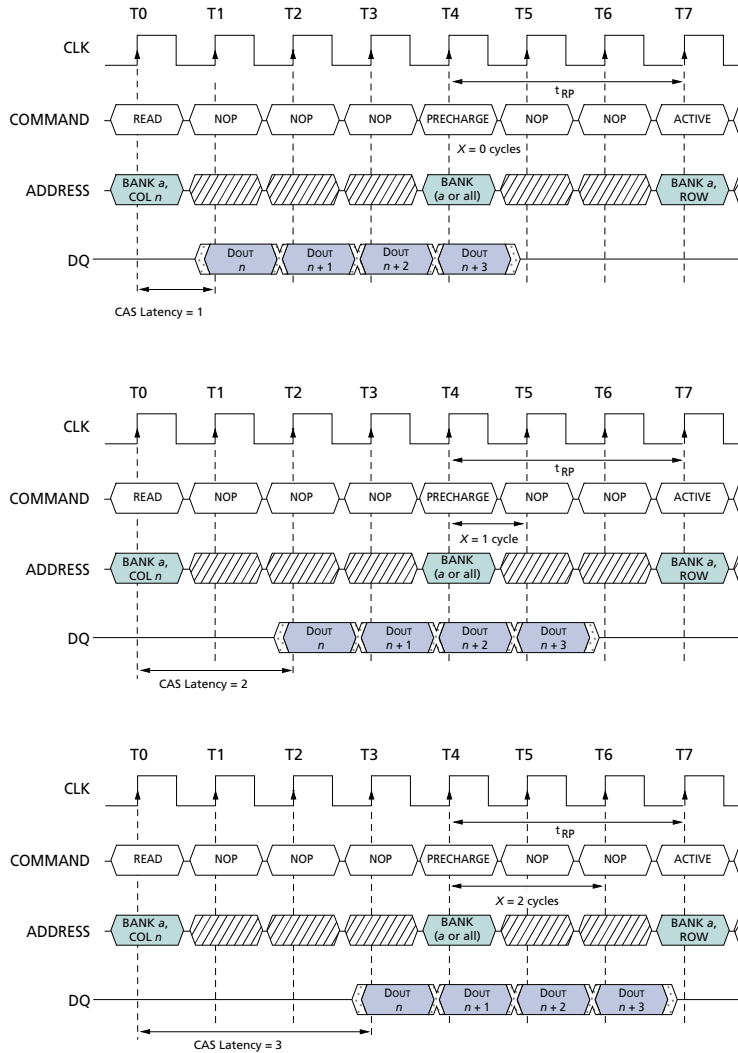 T0 T1 T2 T3 T4 T5 T6 T7
CLK
tRP
COMMAND READ NOP NOP NOP PRECHARGE NOP NOP ACTIVE
X = 0 cycles
ADDRESS BANK a, COL n BANK (a or all) BANK a, ROW
DQ DOUT n DOUT n + 1 DOUT n + 2 DOUT n + 3
CAS Latency = 1
T0 T1 T2 T3 T4 T5 T6 T7
CLK
tRP
COMMAND READ NOP NOP NOP PRECHARGE NOP NOP ACTIVE
X = 1 cycle
ADDRESS BANK a, COL n BANK (a or all) BANK a, ROW
DQ DOUT n DOUT n + 1 DOUT n + 2 DOUT n + 3
CAS Latency = 2
T0 T1 T2 T3 T4 T5 T6 T7
CLK
tRP
COMMAND READ NOP NOP NOP PRECHARGE NOP NOP ACTIVE
X = 2 cycles
ADDRESS BANK a, COL n BANK (a or all) BANK a, ROW
DQ DOUT n DOUT n + 1 DOUT n + 2 DOUT n + 3
CAS Latency = 3